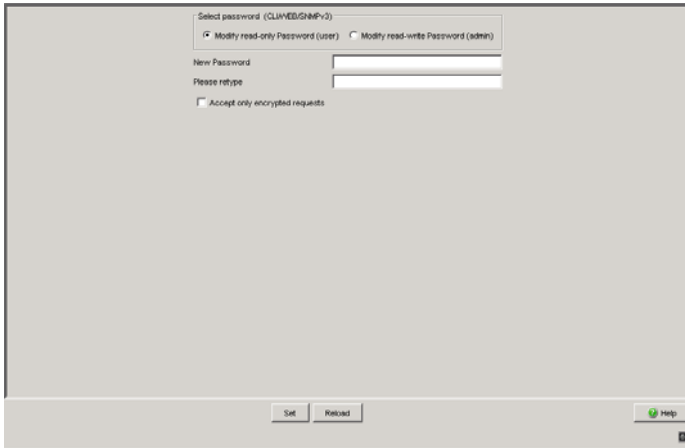 Select password (CLI/WEB/SNMPv3)
Modify read-only Password (user) Modify read-write Password (admin)
New Password
Please retype
Accept only encrypted requests
Set Reload Help